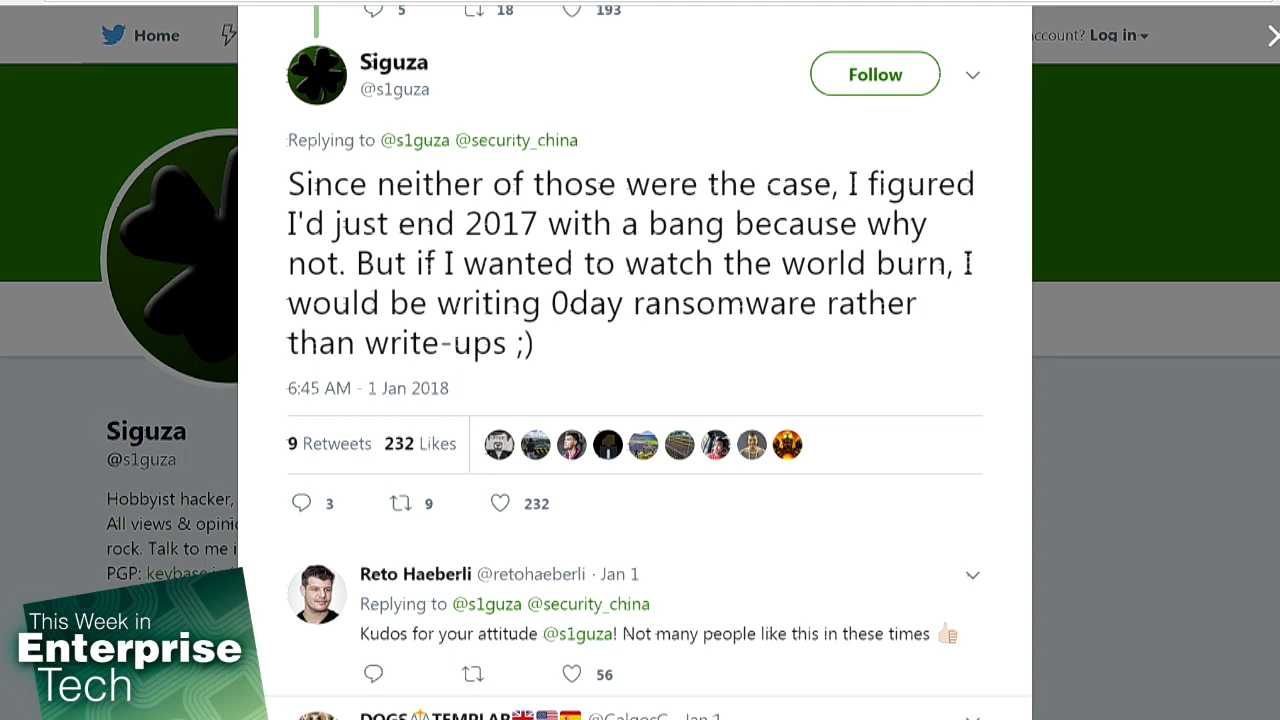 5 18 193
Home
ccount? Log in
Siguza
@s1guza
Follow
Replying to @s1guza @security_china
Since neither of those were the case, I figured
I'd just end 2017 with a bang because why
not. But if I wanted to watch the world burn, I
would be writing 0day ransomware rather
than write-ups ;)
6:45 AM - 1 Jan 2018
9 Retweets 232 Likes
3 9 232
Siguza
@s1guza
Hobbyist hacker,
All views & opini
rock. Talk to me i
PGP: keybase
Reto Haeberli @retohaeberli · Jan 1
Replying to @s1guza @security_china
Kudos for your attitude @s1guza! Not many people like this in these times 👍🏻
56
This Week in
Enterprise
Tech
DOGS TEMPLAR @GalgosC Jan 1